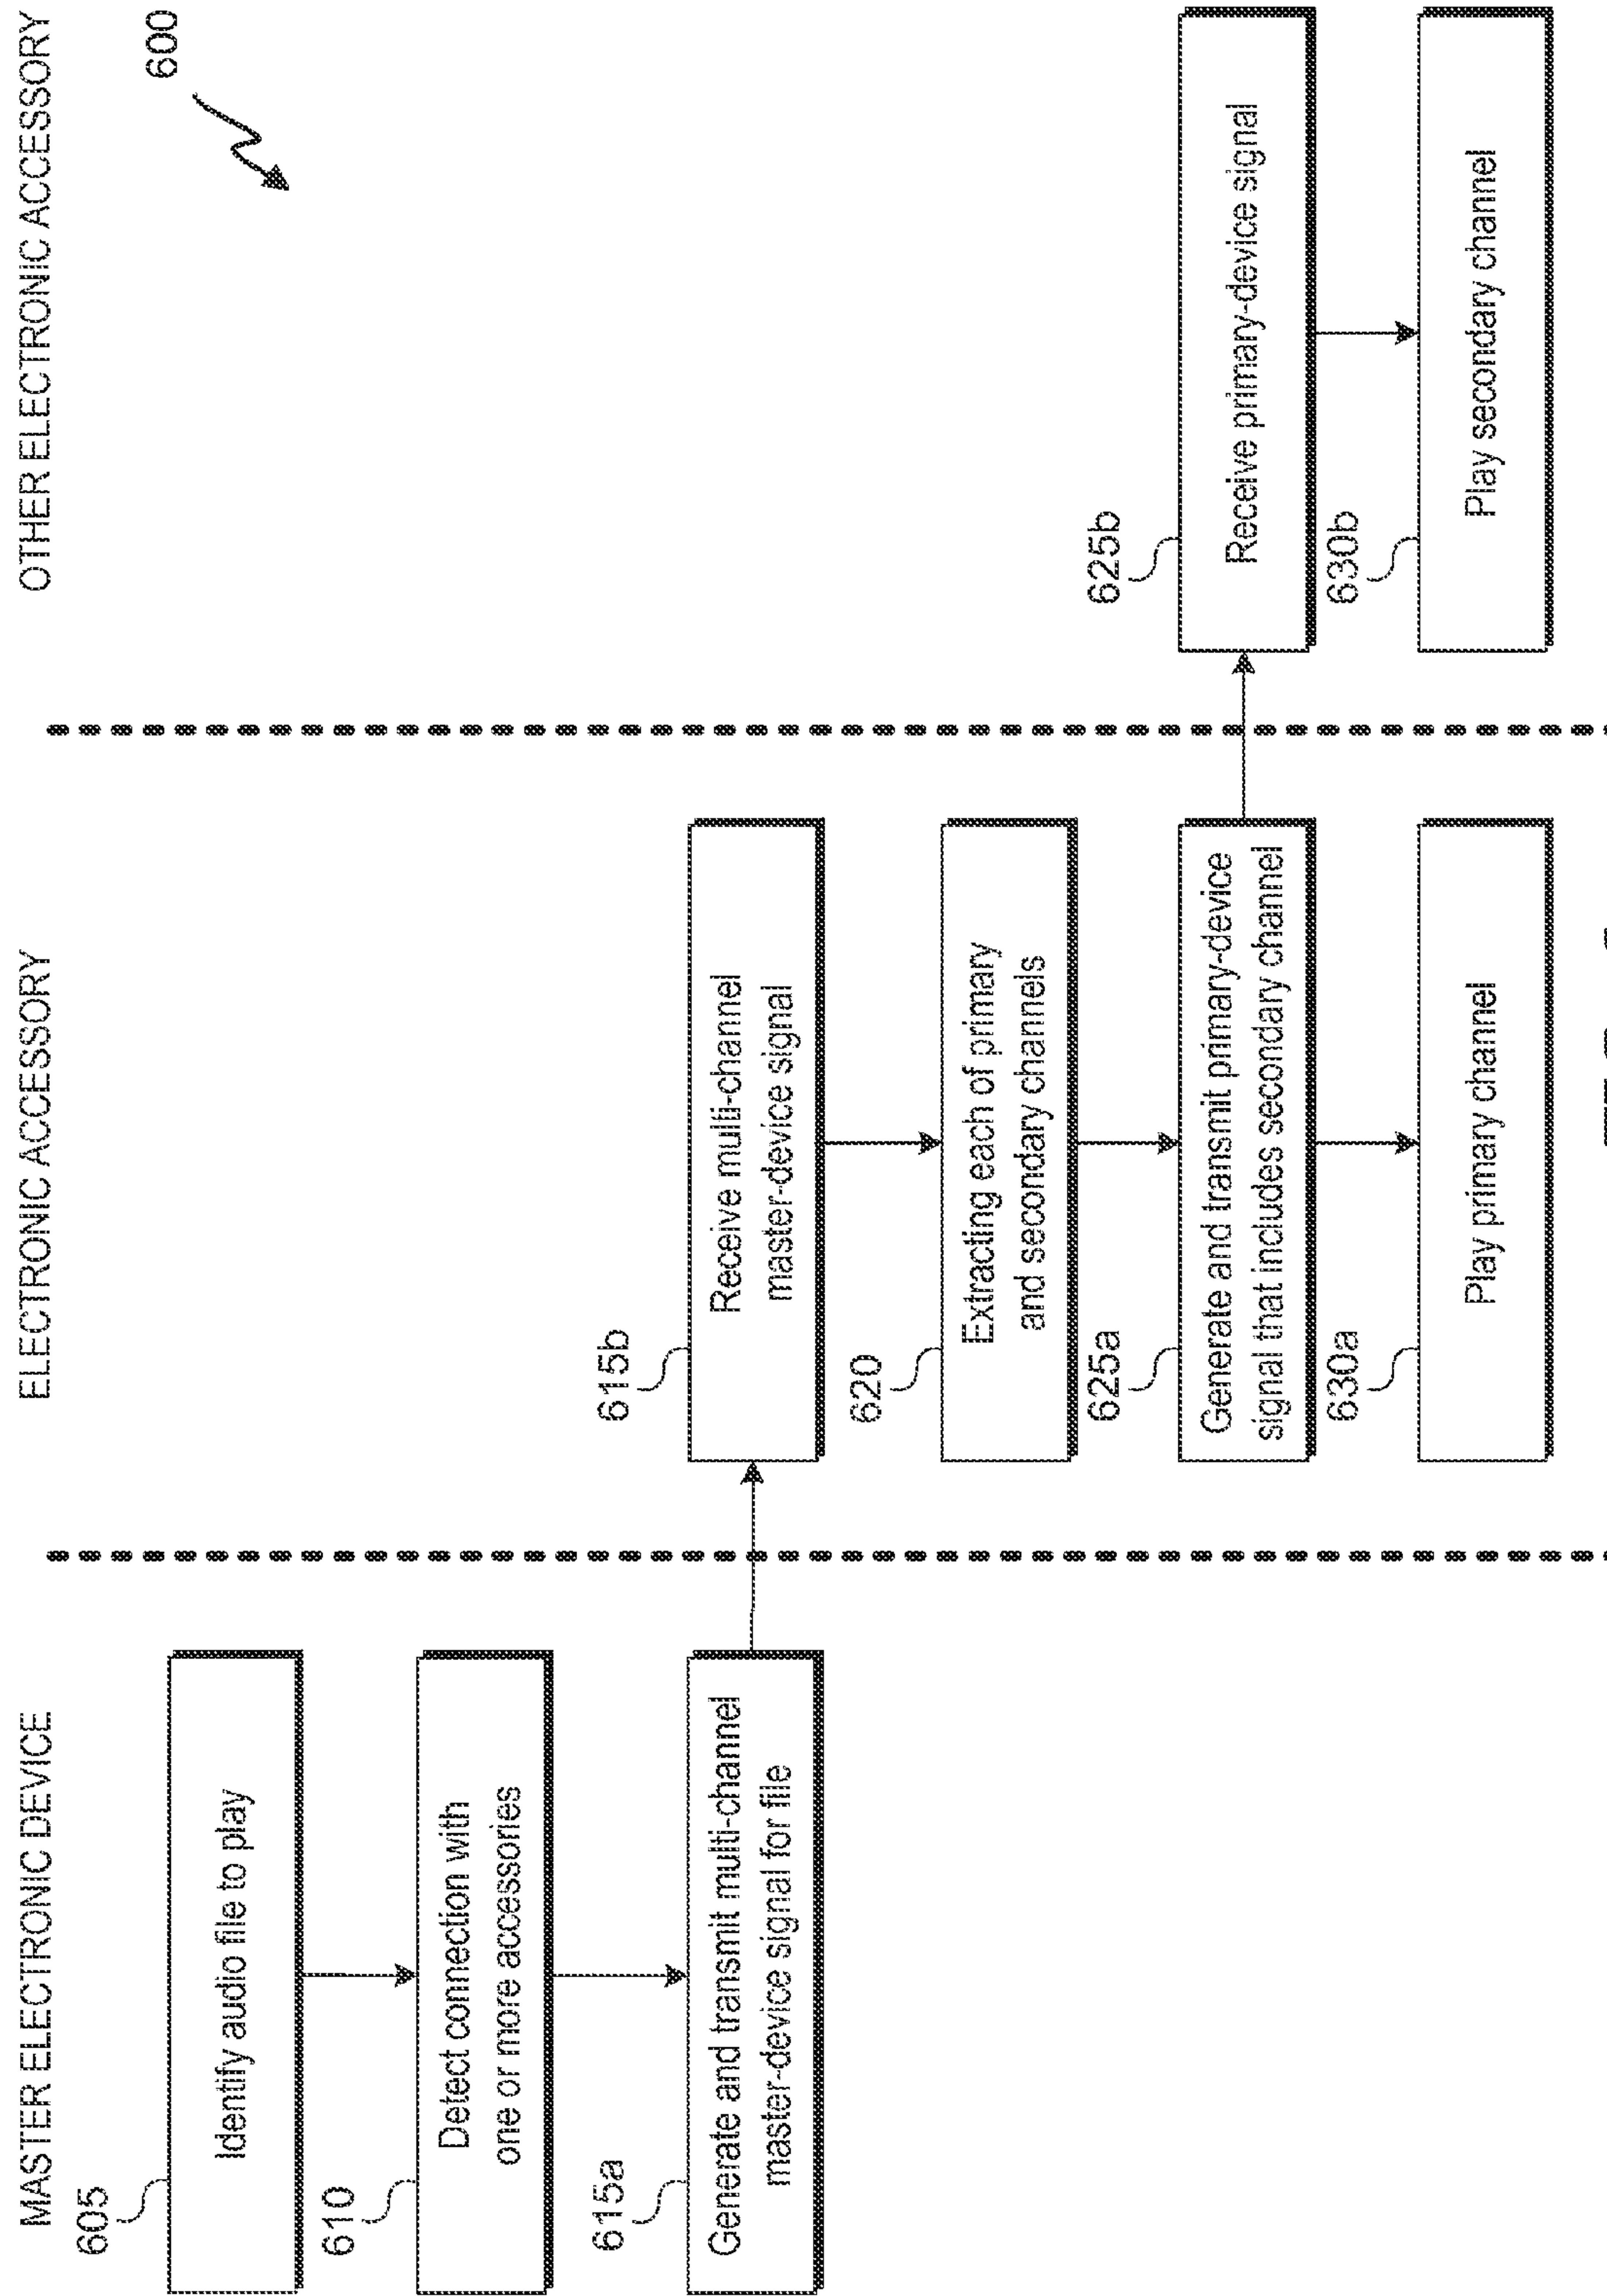 MASTER ELECTRONIC DEVICE
ELECTRONIC ACCESSORY
OTHER ELECTRONIC ACCESSORY
600
605
Identify audio file to play
610
Detect connection with
one or more accessories
615a
Generate and transmit multi-channel
master-device signal for file
615b
Receive multi-channel
master-device signal
620
Extracting each of primary
and secondary channels
625a
Generate and transmit primary-device
signal that includes secondary channel
625b
Receive primary-device signal
630a
Play primary channel
630b
Play secondary channel